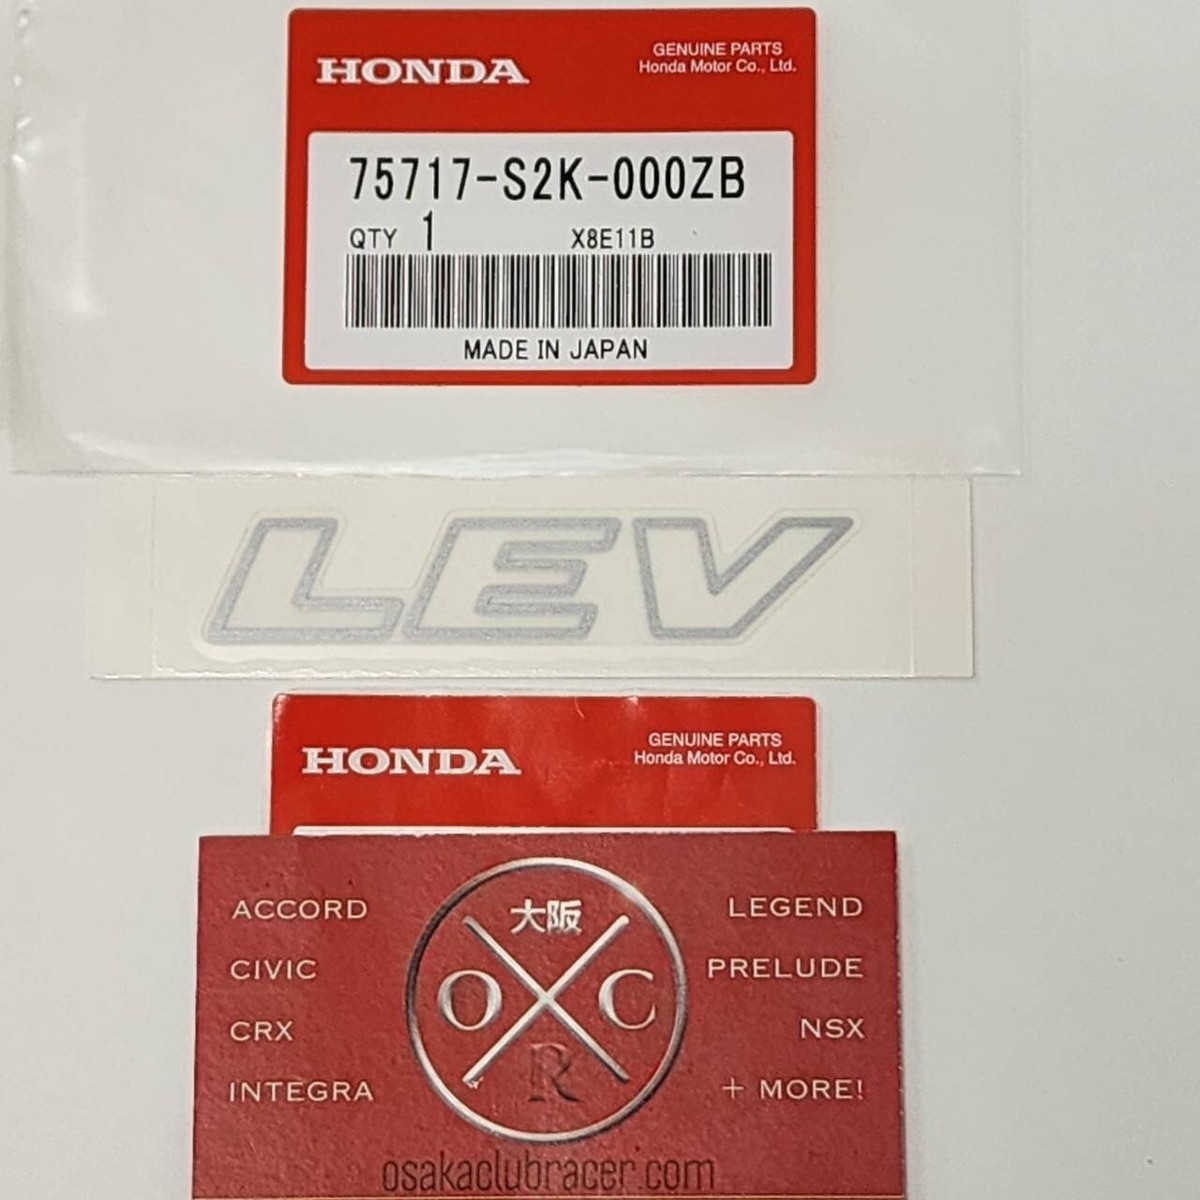 HONDA
GENUINE PARTS
Honda Motor Co., Ltd.
75717-S2K-000ZB
QTY 1 X8E11B
MADE IN JAPAN
LEV
HONDA
GENUINE PARTS
Honda Motor Co., Ltd.
ACCORD
CIVIC
CRX
INTEGRA
大阪
O C
R
LEGEND
PRELUDE
NSX
+ MORE!
osakaclubracer.com